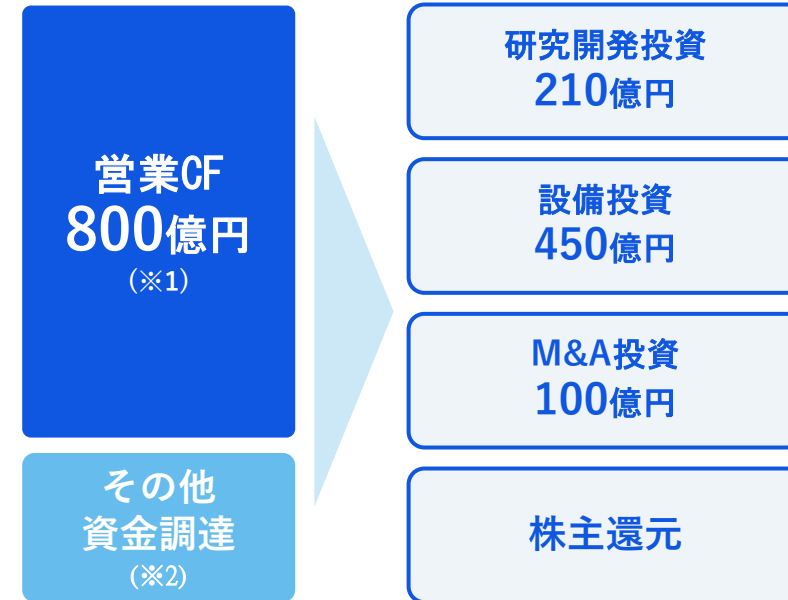 営業CF
800億円
(※1)
その他
資金調達
(※2)
研究開発投資
210億円
設備投資
450億円
M&A投資
100億円
株主還元